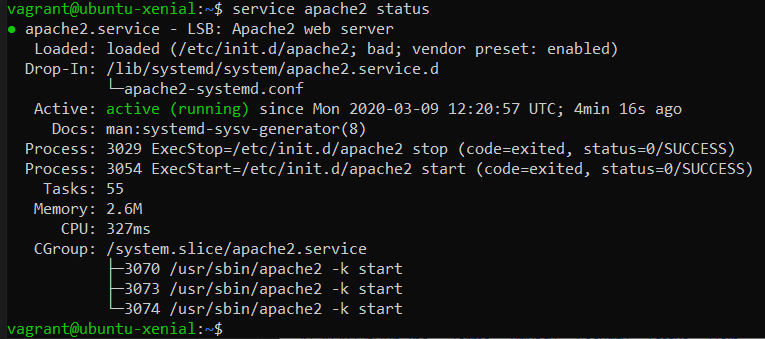 vagrant@ubuntu-xenial:~$ service apache2 status
● apache2.service - LSB: Apache2 web server
   Loaded: loaded (/etc/init.d/apache2; bad; vendor preset: enabled)
  Drop-In: /lib/systemd/system/apache2.service.d
           └─apache2-systemd.conf
   Active: active (running) since Mon 2020-03-09 12:20:57 UTC; 4min 16s ago
     Docs: man:systemd-sysv-generator(8)
  Process: 3029 ExecStop=/etc/init.d/apache2 stop (code=exited, status=0/SUCCESS)
  Process: 3054 ExecStart=/etc/init.d/apache2 start (code=exited, status=0/SUCCESS)
    Tasks: 55
   Memory: 2.6M
      CPU: 327ms
   CGroup: /system.slice/apache2.service
           ├─3070 /usr/sbin/apache2 -k start
           ├─3073 /usr/sbin/apache2 -k start
           └─3074 /usr/sbin/apache2 -k start
vagrant@ubuntu-xenial:~$